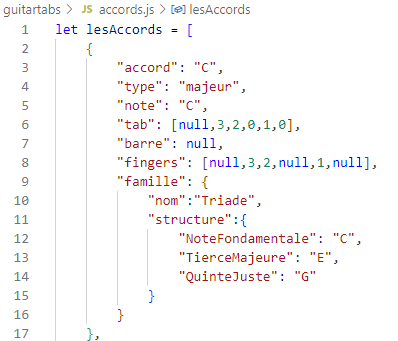 guitartabs > JS accords.js > lesAccords
1 let lesAccords = [
2 {
3 "accord": "C",
4 "type": "majeur",
5 "note": "C",
6 "tab": [null,3,2,0,1,0],
7 "barre": null,
8 "fingers": [null,3,2,null,1,null],
9 "famille": {
10 "nom":"Triade",
11 "structure":{
12 "NoteFondamentale": "C",
13 "TierceMajeure": "E",
14 "QuinteJuste": "G"
15 }
16 }
17 },